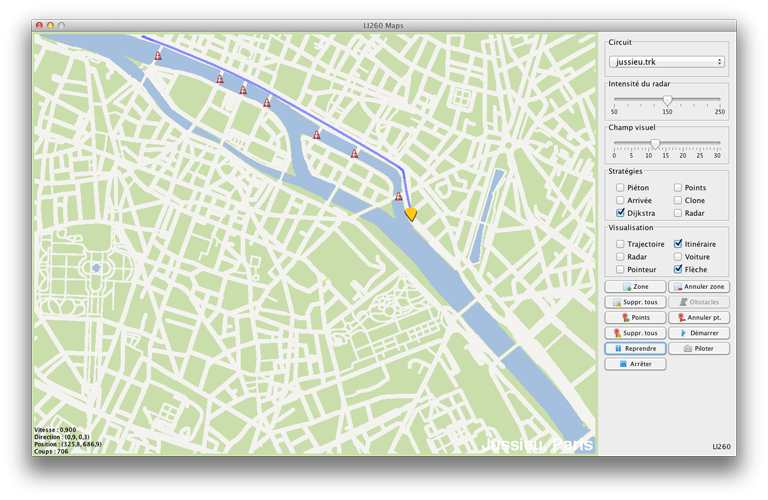 LI260 Maps
Circuit
jussieu.trk
Intensité du radar
50 150 250
Champ visuel
0 5 10 15 20 25 30
Stratégies
Piéton Points
Arrivée Clone
Dijkstra Radar
Visualisation
Trajectoire Itinéraire
Radar Voiture
Pointeur Flèche
Zone Annuler zone
Suppr. tous Obstacles
Points Annuler pt.
Suppr. tous Démarrer
Reprendre Piloter
Arrêter
Vitesse : 0,900
Direction : (0,9, 0,3)
Position : (325,8, 686,9)
Coups : 706
Jussieu, Paris
LI260